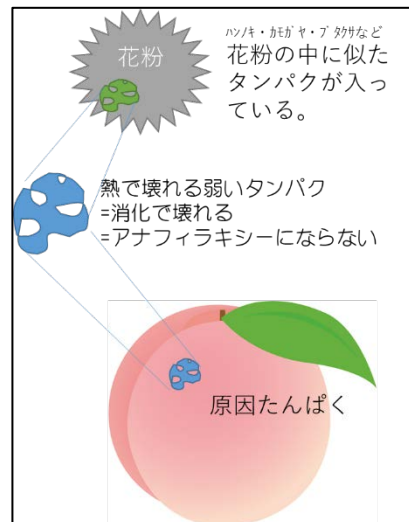 花粉
ﾊﾝﾉｷ・ｶﾓｶﾞﾔ・ﾌﾞﾀｸｻなど
花粉の中に似た
タンパクが入っ
ている。
熱で壊れる弱いタンパク
=消化で壊れる
=アナフィラキシーにならない
原因たんぱく